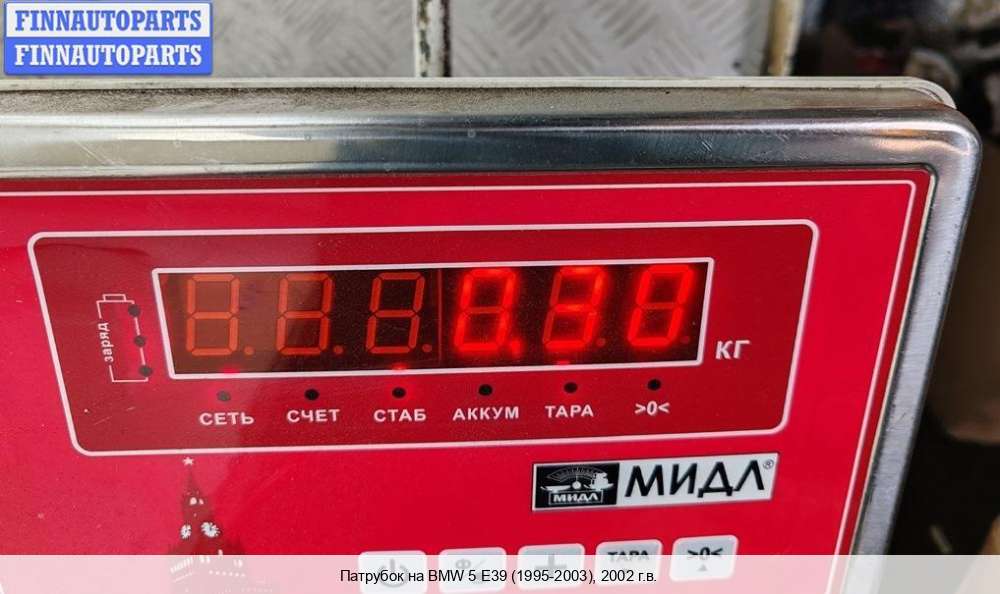 FINNAUTOPARTS
FINNAUTOPARTS
заряд
0.30
КГ
СЕТЬ СЧЕТ СТАБ АККУМ ТАРА >0<
МИДЛ МИДЛ®
ТАРА >0<
Патрубок на BMW 5 E39 (1995-2003), 2002 г.в.